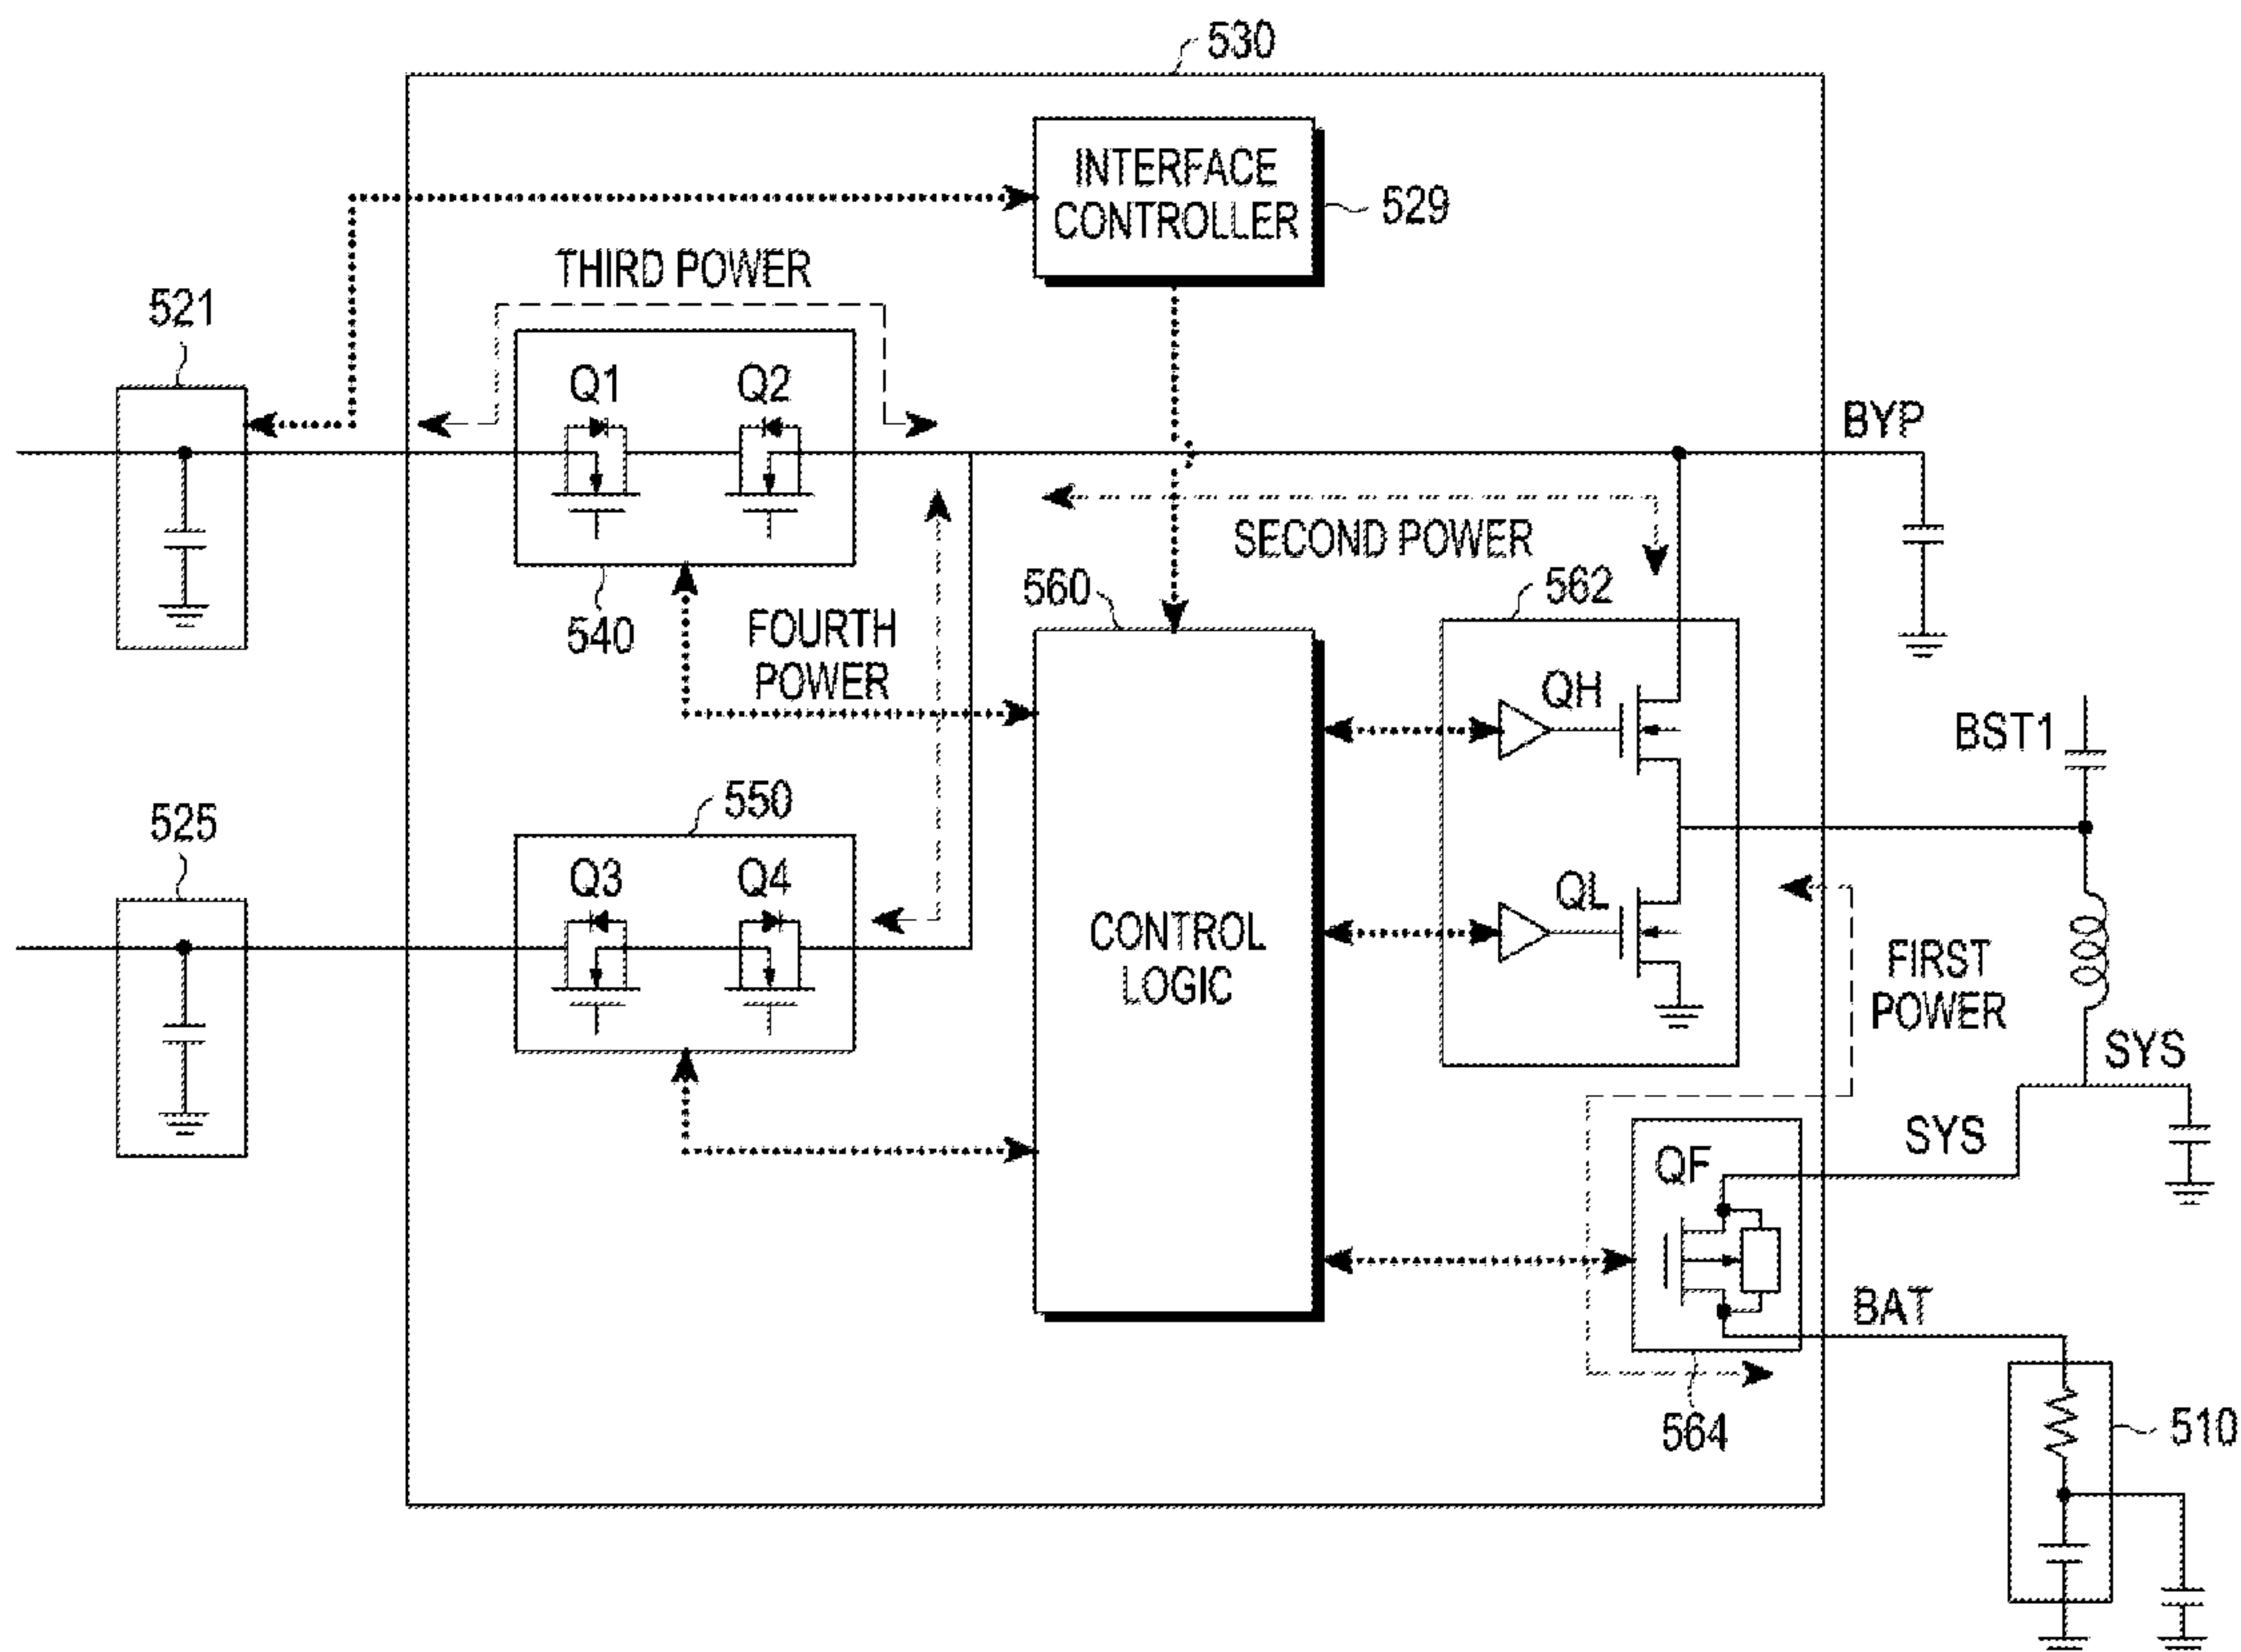 530
INTERFACE
CONTROLLER
529
THIRD POWER
521
Q1
Q2
BYP
SECOND POWER
560
562
540
FOURTH
POWER
QH
BST1
550
525
Q3
Q4
QL
CONTROL
LOGIC
FIRST
POWER
SYS
SYS
QF
BAT
564
510